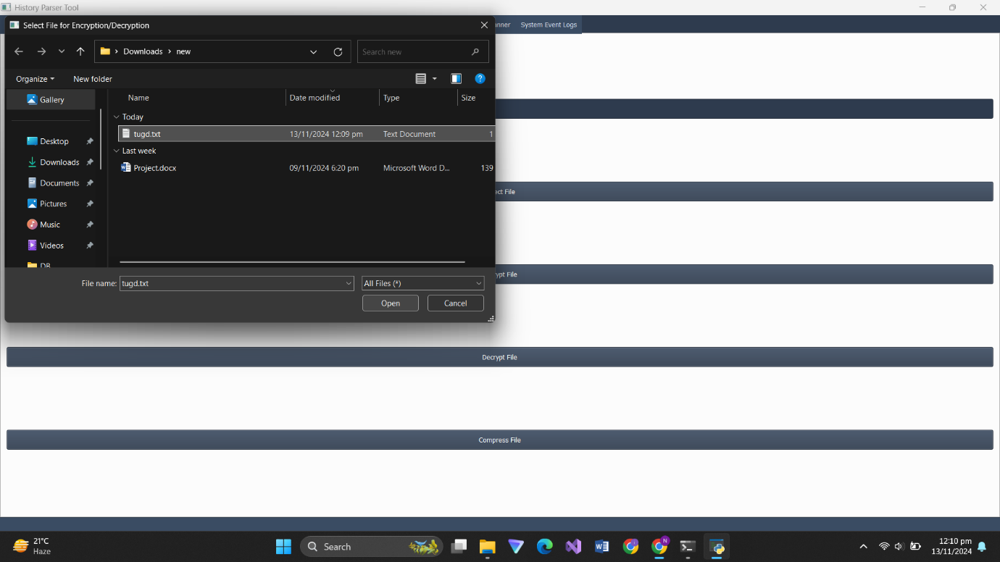 History Parser Tool
Select File for Encryption/Decryption
System Event Logs
Downloads > new
Search new
Organize
New folder
Gallery
Desktop
Downloads
Documents
Pictures
Music
Videos
DB
Name
Date modified
Type
Size
Today
tugd.txt 13/11/2024 12:09 pm Text Document 1
Last week
Project.docx 09/11/2024 6:20 pm Microsoft Word D... 139
File name: tugd.txt
All Files (*)
Open
Cancel
File
File
Decrypt File
Compress File
21°C
Haze
Search
12:10 pm
13/11/2024